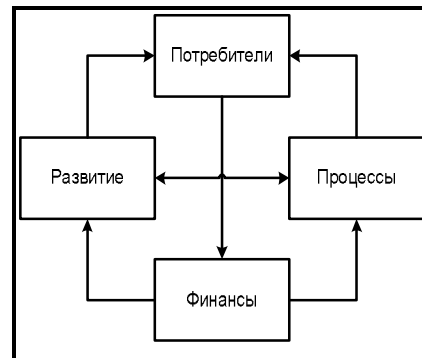 Потребители
Развитие
Процессы
Финансы